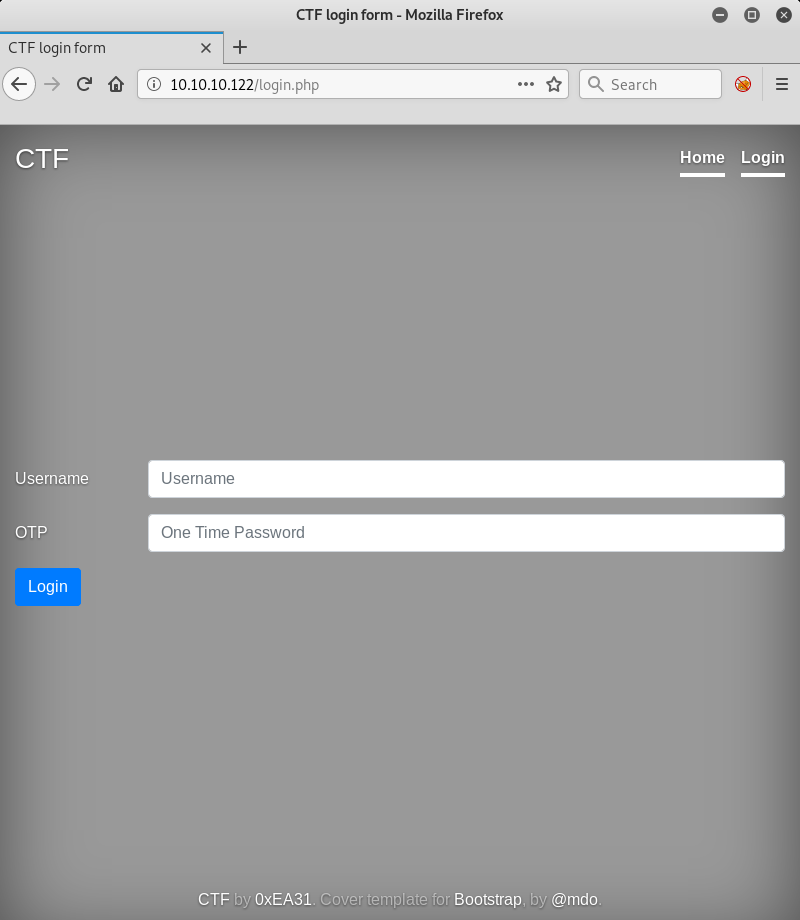 CTF login form - Mozilla Firefox
CTF login form
10.10.10.122/login.php
Search
CTF
Home Login
Username Username
OTP One Time Password
Login
CTF by 0xEA31. Cover template for Bootstrap, by @mdo.